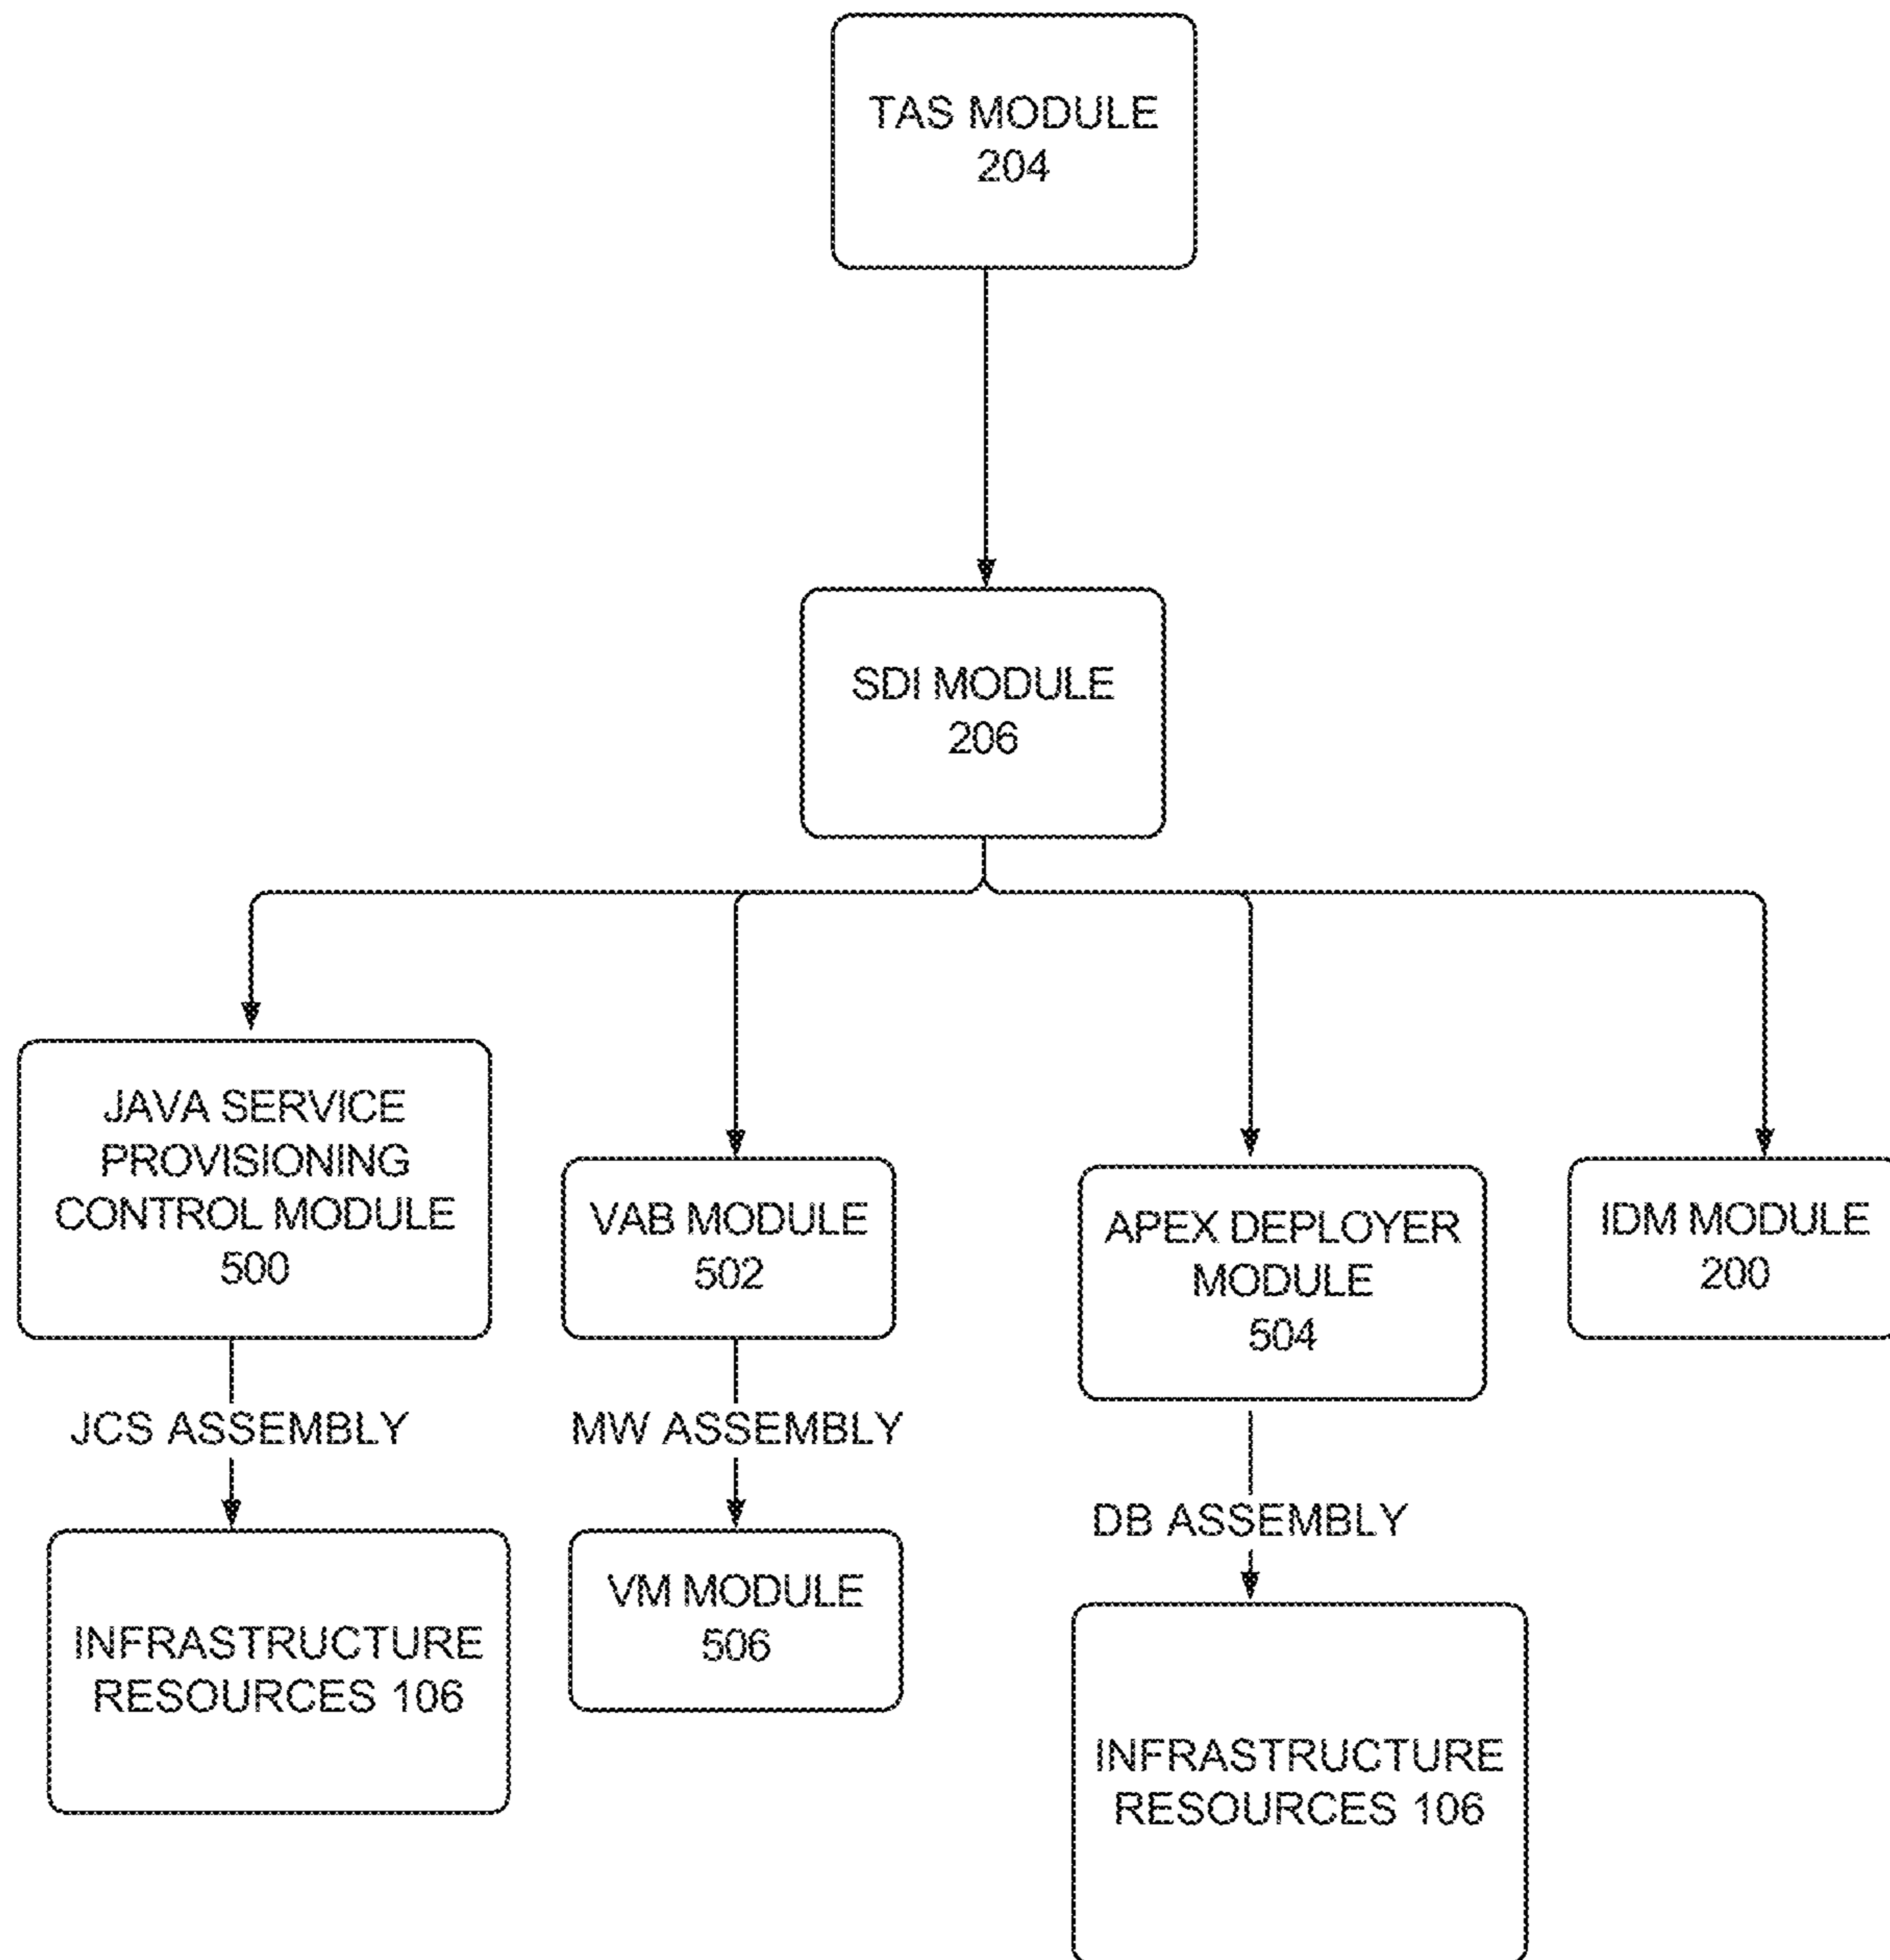 TAS MODULE
204
SDI MODULE
206
JAVA SERVICE
PROVISIONING
CONTROL MODULE
500
VAB MODULE
502
APEX DEPLOYER
MODULE
504
IDM MODULE
200
JCS ASSEMBLY
MW ASSEMBLY
DB ASSEMBLY
INFRASTRUCTURE
RESOURCES 106
VM MODULE
506
INFRASTRUCTURE
RESOURCES 106